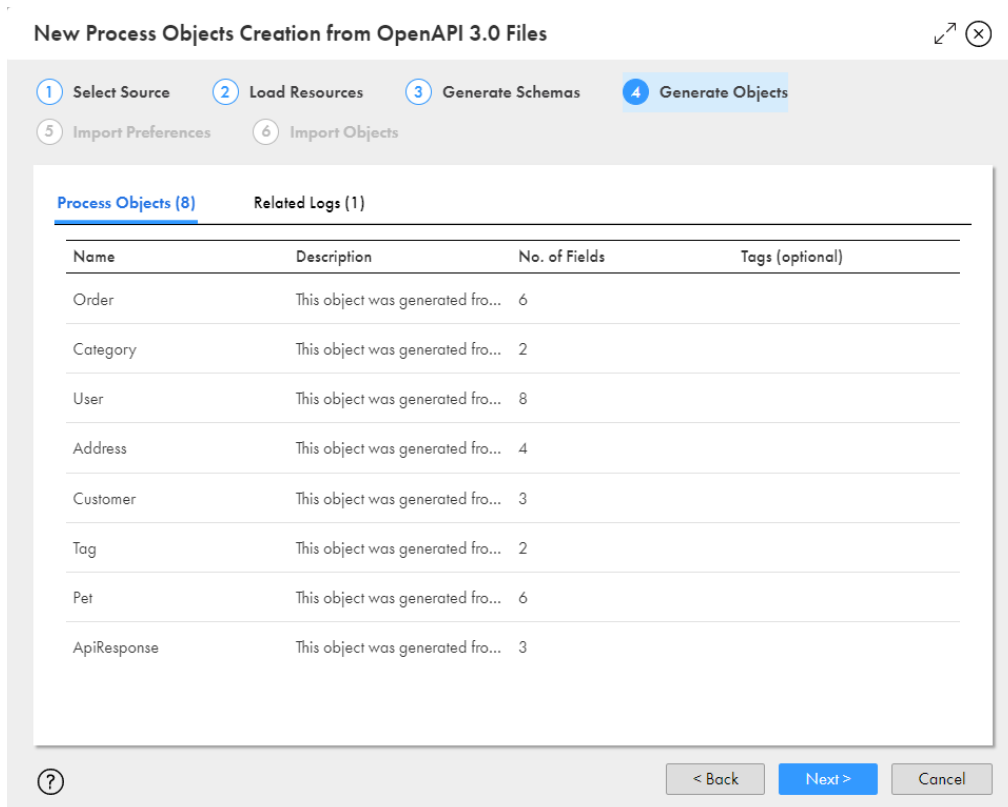 New Process Objects Creation from OpenAPI 3.0 Files
1 Select Source 2 Load Resources 3 Generate Schemas 4 Generate Objects
5 Import Preferences 6 Import Objects
Process Objects (8) Related Logs (1)
Name Description No. of Fields Tags (optional)
Order This object was generated fro... 6
Category This object was generated fro... 2
User This object was generated fro... 8
Address This object was generated fro... 4
Customer This object was generated fro... 3
Tag This object was generated fro... 2
Pet This object was generated fro... 6
ApiResponse This object was generated fro... 3
? < Back Next > Cancel